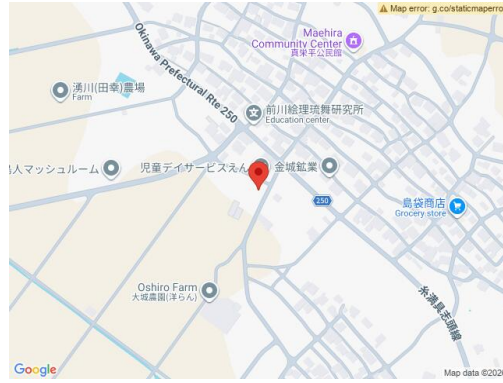 Map error: g.co/staticmaperro
Maehira
Community Center
真栄平公民館
湧川(田幸)農場
Farm
Okinawa Prefectural Rte 250
前川絵理琉舞研究所
Education center
人マッシュルーム
児童デイサービスえん
金城鉱業
250
島袋商店
Grocery store
Oshiro Farm
大城農園(洋らん)
糸満具志頭線
Google
Map data ©202